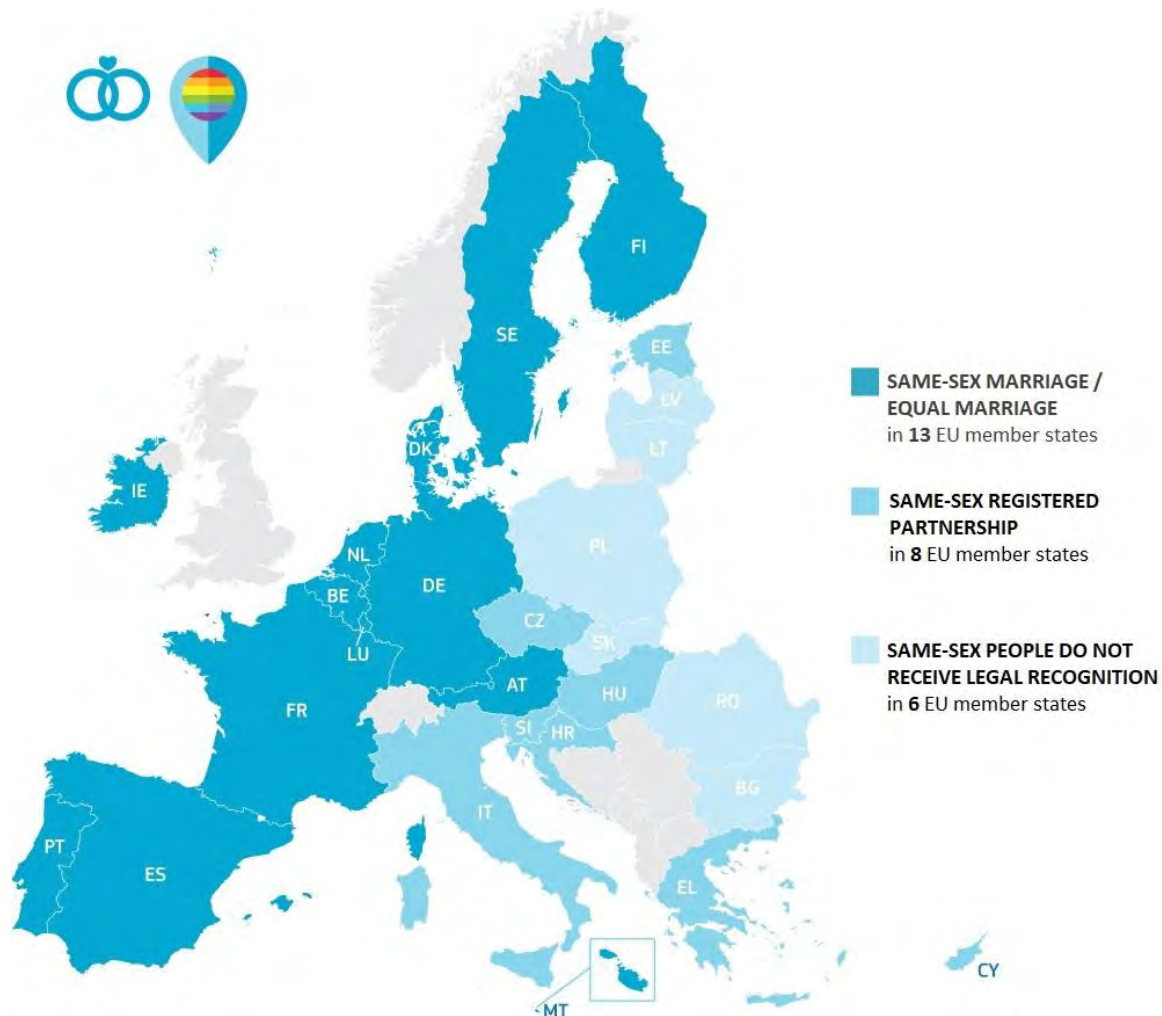 FI
SE
EE
LV
LT
DK
IE
NL
PL
DE
BE
CZ
LU
SK
AT
HU
FR
RO
SI
HR
BG
IT
PT
ES
EL
CY
MT
SAME-SEX MARRIAGE /
EQUAL MARRIAGE
in 13 EU member states
SAME-SEX REGISTERED
PARTNERSHIP
in 8 EU member states
SAME-SEX PEOPLE DO NOT
RECEIVE LEGAL RECOGNITION
in 6 EU member states